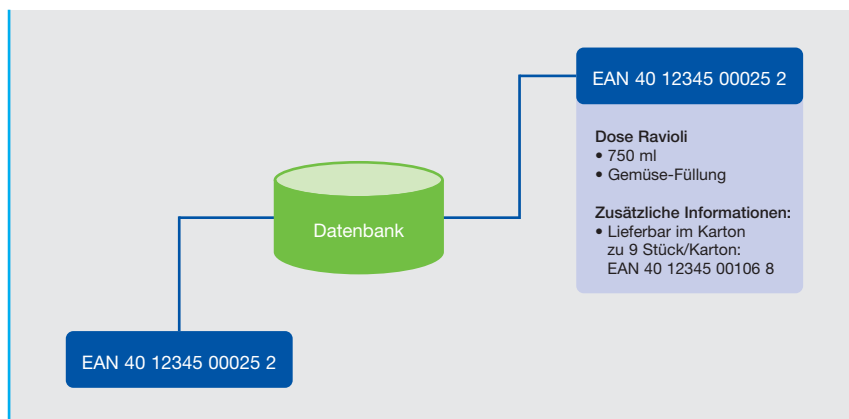 EAN 40 12345 00025 2
Dose Ravioli
• 750 ml
• Gemüse-Füllung
Zusätzliche Informationen:
• Lieferbar im Karton
zu 9 Stück/Karton:
EAN 40 12345 00106 8
Datenbank
EAN 40 12345 00025 2